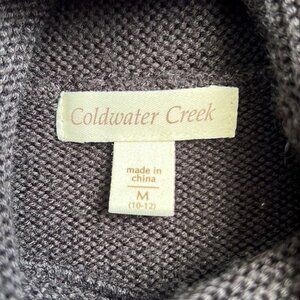 Coldwater Creek
made in
china
M
(10-12)